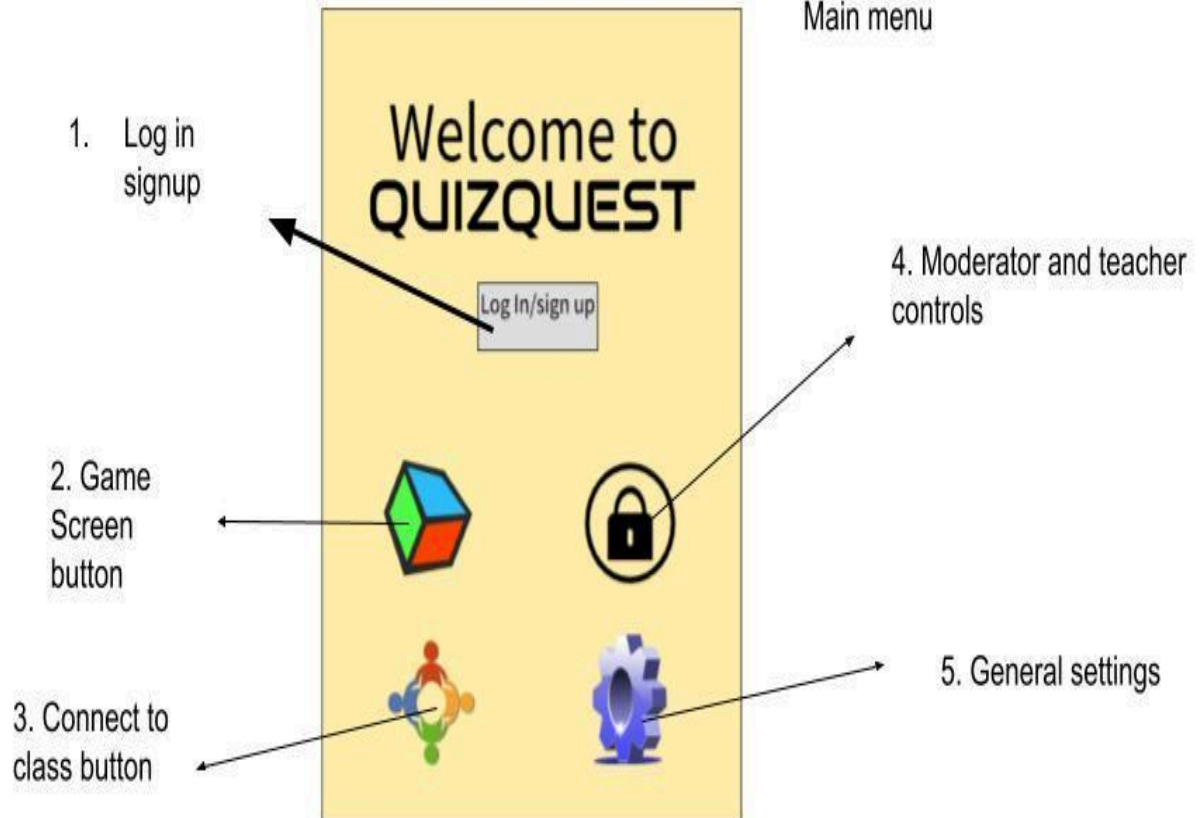 Main menu
1. Log in
signup
Welcome to
QUIZQUEST
Log In/sign up
4. Moderator and teacher
controls
2. Game
Screen
button
3. Connect to
class button
5. General settings